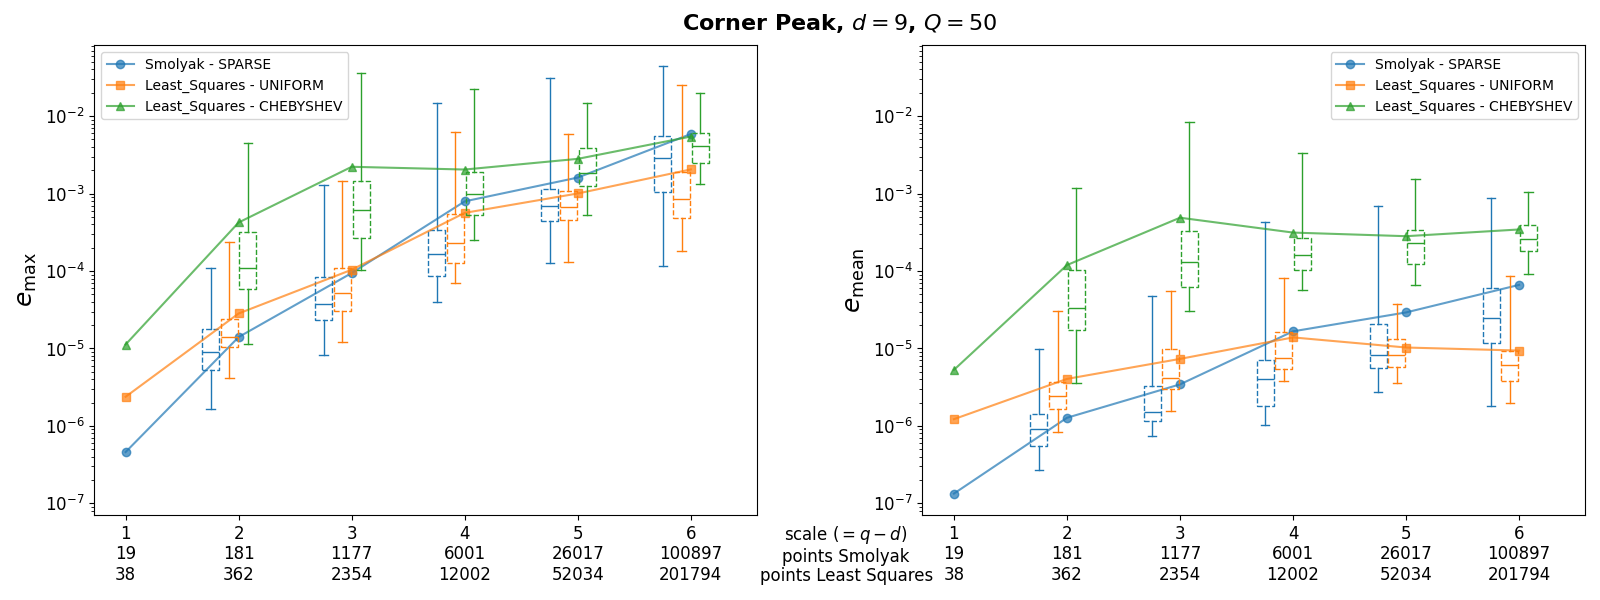 Corner Peak, d = 9, Q = 50
Smolyak - SPARSE
Least_Squares - UNIFORM
Least_Squares - CHEBYSHEV
10⁻²
10⁻³
10⁻⁴
10⁻⁵
10⁻⁶
10⁻⁷
e_max
1 2 3 4 5 6
19 181 1177 6001 26017 100897
38 362 2354 12002 52034 201794
scale (= q − d)
points Smolyak
points Least Squares
Smolyak - SPARSE
Least_Squares - UNIFORM
Least_Squares - CHEBYSHEV
10⁻²
10⁻³
10⁻⁴
10⁻⁵
10⁻⁶
10⁻⁷
e_mean
1 2 3 4 5 6
19 181 1177 6001 26017 100897
38 362 2354 12002 52034 201794